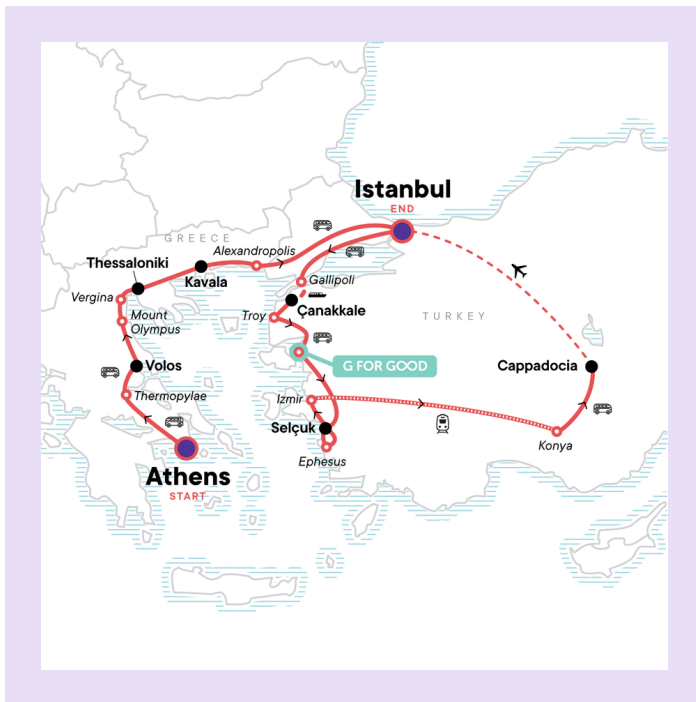 Istanbul
END
GREECE
Alexandropolis
Thessaloniki
Gallipoli
Kavala
Vergina
Çanakkale
Mount
Olympus
Troy
TURKEY
Volos
G FOR GOOD
Cappadocia
Thermopylae
Izmir
Selçuk
Konya
Ephesus
Athens
START